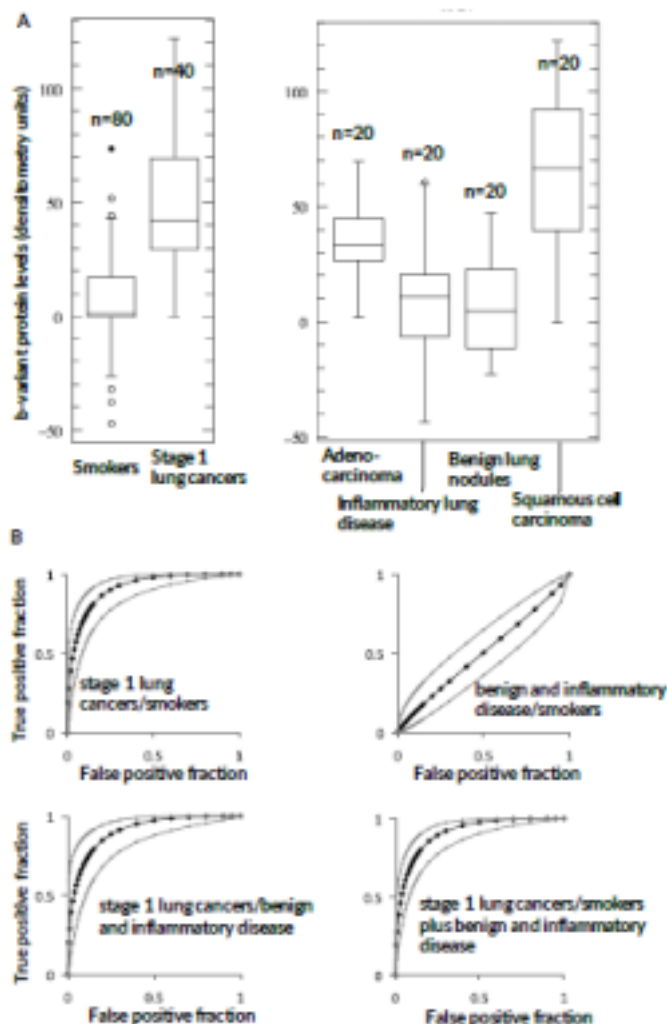 A
b-variant protein levels (densitometry units)
100
50
0
−50
n=80
n=40
Smokers
Stage 1
lung cancers
100
50
0
−50
n=20
n=20
n=20
n=20
Adeno-
carcinoma
Inflammatory lung
disease
Benign lung
nodules
Squamous cell
carcinoma
B
True positive fraction
1
0.5
0
0
0.5
1
stage 1 lung
cancers/smokers
False positive fraction
1
0.5
0
0
0.5
1
benign and inflammatory
disease/smokers
False positive fraction
True positive fraction
1
0.5
0
0
0.5
1
stage 1 lung cancers/benign
and inflammatory disease
False positive fraction
1
0.5
0
0
0.5
1
stage 1 lung cancers/smokers
plus benign and inflammatory
disease
False positive fraction